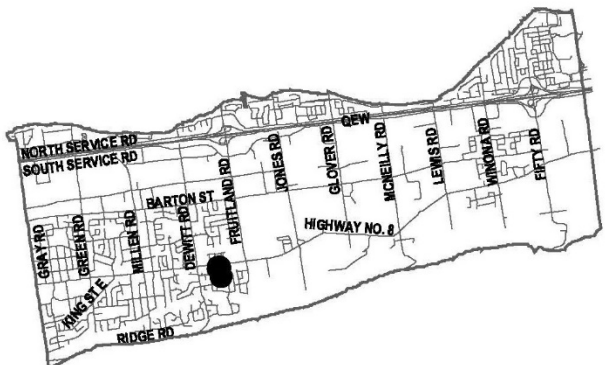 NORTH SERVICE RD
SOUTH SERVICE RD
QEW
BARTON ST
HIGHWAY NO. 8
GRAY RD
GREEN RD
MILLEN RD
DEWITT RD
FRUITLAND RD
JONES RD
GLOVER RD
MCNEILLY RD
LEWIS RD
WINONA RD
FIFTY RD
KING ST E
RIDGE RD